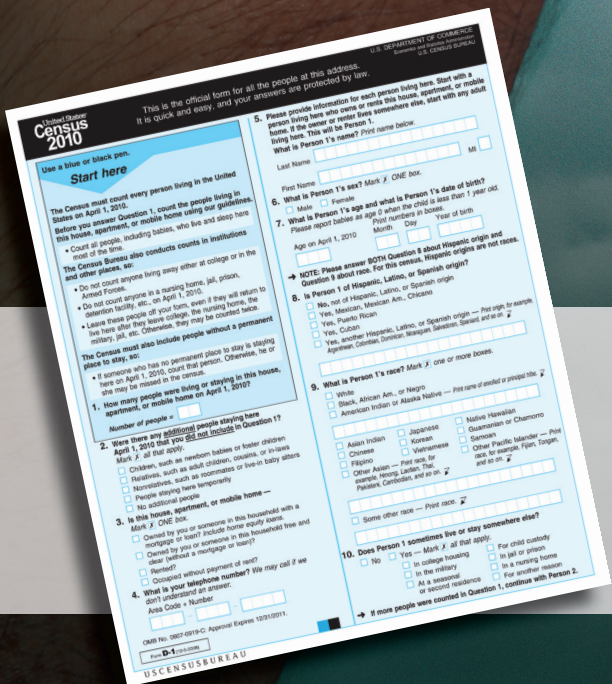 U.S. DEPARTMENT OF COMMERCE
Economics and Statistics Administration
U.S. CENSUS BUREAU
This is the official form for all the people at this address.
It is quick and easy, and your answers are protected by law.
United States
Census
2010
Use a blue or black pen.
Start here
The Census must count every person living in the United
States on April 1, 2010.
Before you answer Question 1, count the people living in
this house, apartment, or mobile home using our guidelines.
• Count all people, including babies, who live and sleep here
most of the time.
The Census Bureau also conducts counts in institutions
and other places, so:
• Do not count anyone living away either at college or in the
Armed Forces.
• Do not count anyone in a nursing home, jail, prison,
detention facility, etc., on April 1, 2010.
• Leave these people off your form, even if they will return to
live here after they leave college, the nursing home, the
military, jail, etc. Otherwise, they may be counted twice.
The Census must also include people without a permanent
place to stay, so:
• If someone who has no permanent place to stay is staying
here on April 1, 2010, count that person. Otherwise, he or
she may be missed in the census.
1. How many people were living or staying in this house,
apartment, or mobile home on April 1, 2010?
Number of people =
2. Were there any additional people staying here
April 1, 2010 that you did not include in Question 1?
Mark X all that apply.
Children, such as newborn babies or foster children
Relatives, such as adult children, cousins, or in-laws
Nonrelatives, such as roommates or live-in baby sitters
People staying here temporarily
No additional people
3. Is this house, apartment, or mobile home —
Mark X ONE box.
Owned by you or someone in this household with a
mortgage or loan? Include home equity loans.
Owned by you or someone in this household free and
clear (without a mortgage or loan)?
Rented?
Occupied without payment of rent?
4. What is your telephone number? We may call if we
don't understand an answer.
Area Code + Number
- -
OMB No. 0607-0919-C: Approval Expires 12/31/2011.
Form D-1
USCENSUSBUREAU
5. Please provide information for each person living here. Start with a
person living here who owns or rents this house, apartment, or mobile
home. If the owner or renter lives somewhere else, start with any adult
living here. This will be Person 1.
What is Person 1's name? Print name below.
Last Name
First Name MI
6. What is Person 1's sex? Mark X ONE box.
Male Female
7. What is Person 1's age and what is Person 1's date of birth?
Please report babies as age 0 when the child is less than 1 year old.
Print numbers in boxes.
Age on April 1, 2010 Month Day Year of birth
→ NOTE: Please answer BOTH Question 8 about Hispanic origin and
Question 9 about race. For this census, Hispanic origins are not races.
8. Is Person 1 of Hispanic, Latino, or Spanish origin?
No, not of Hispanic, Latino, or Spanish origin
Yes, Mexican, Mexican Am., Chicano
Yes, Puerto Rican
Yes, Cuban
Yes, another Hispanic, Latino, or Spanish origin — Print origin, for example,
Argentinean, Colombian, Dominican, Nicaraguan, Salvadoran, Spaniard, and so on.
9. What is Person 1's race? Mark X one or more boxes.
White
Black, African Am., or Negro
American Indian or Alaska Native — Print name of enrolled or principal tribe.
Asian Indian Japanese Native Hawaiian
Chinese Korean Guamanian or Chamorro
Filipino Vietnamese Samoan
Other Asian — Print race, for
example, Hmong, Laotian, Thai,
Pakistani, Cambodian, and so on.
Other Pacific Islander — Print
race, for example, Fijian, Tongan,
and so on.
Some other race — Print race.
10. Does Person 1 sometimes live or stay somewhere else?
No Yes — Mark X all that apply.
In college housing For child custody
In the military In jail or prison
At a seasonal In a nursing home
or second residence For another reason
→ If more people were counted in Question 1, continue with Person 2.